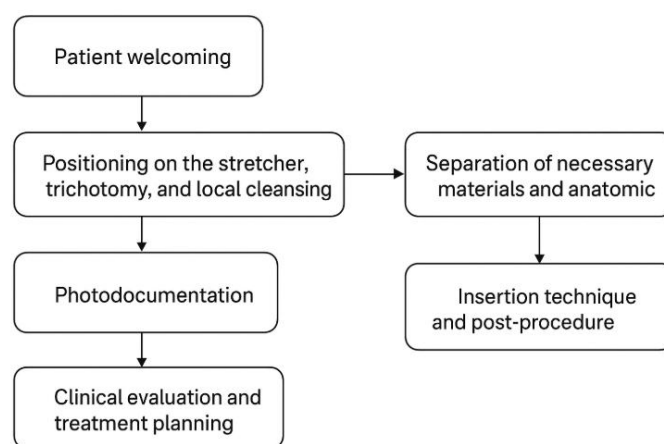 Patient welcoming
Positioning on the stretcher,
trichotomy, and local cleansing
Separation of necessary
materials and anatomic
Photodocumentation
Insertion technique
and post-procedure
Clinical evaluation and
treatment planning